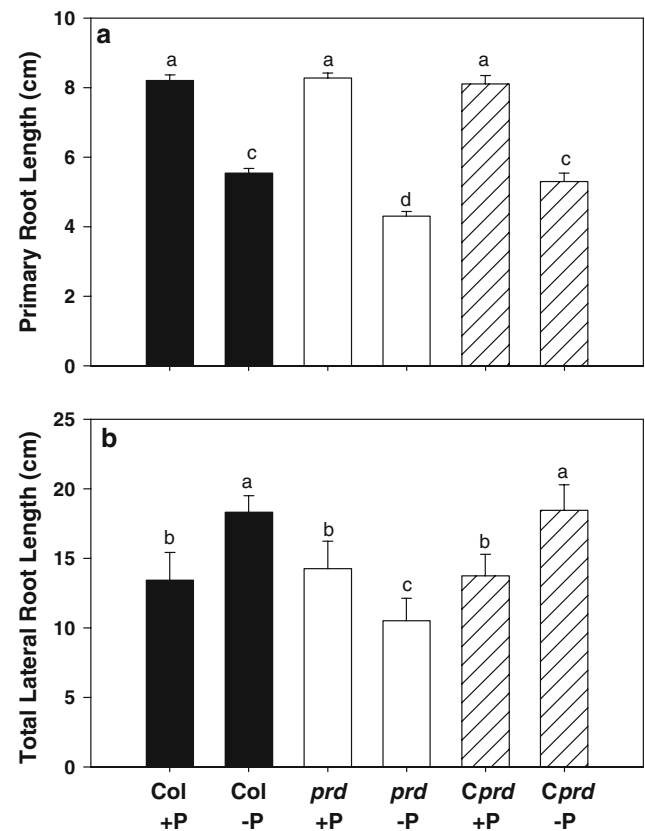 10
a
a
a
a
8
c
c
6
d
4
2
0
Primary Root Length (cm)
25
b
a
a
20
b
b
b
15
c
10
5
0
Total Lateral Root Length (cm)
Col Col prd prd Cprd Cprd
+P -P +P -P +P -P